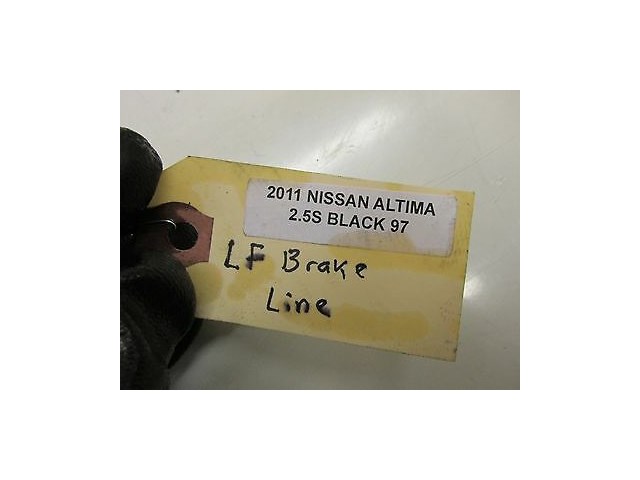 2011 NISSAN ALTIMA
2.5S BLACK 97
LF Brake
Line